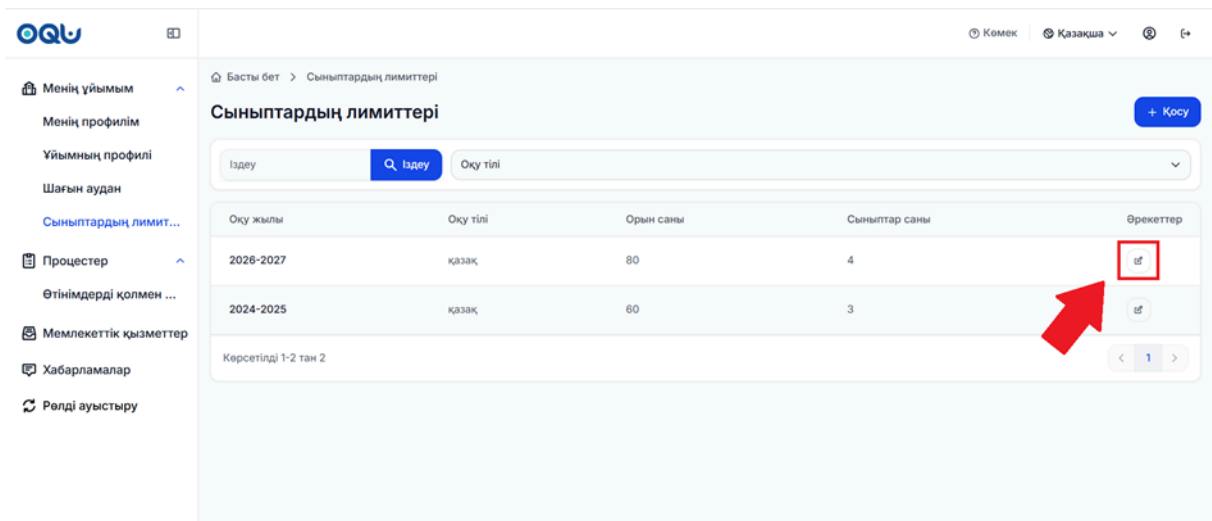 OQU
Көмек
Қазақша
Менің ұйымым
Менің профилім
Ұйымның профилі
Шағын аудан
Сыныптардың лимит...
Процестер
Өтінімдерді қолмен ...
Мемлекеттік қызметтер
Хабарламалар
Рөлді ауыстыру
Басты бет > Сыныптардың лимиттері
Сыныптардың лимиттері
+ Қосу
Іздеу
Іздеу
Оқу тілі
Оқу жылы Оқу тілі Орын саны Сыныптар саны Әрекеттер
2026-2027 қазақ 80 4
2024-2025 қазақ 60 3
Көрсетілді 1-2 тан 2
< 1 >